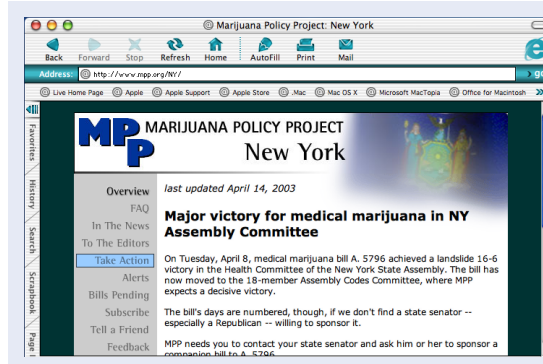 @ Marijuana Policy Project: New York
Back Forward Stop Refresh Home AutoFill Print Mail
Address: @ http://www.mpp.org/NY/ › go
@ Live Home Page @ Apple @ Apple Support @ Apple Store @ .Mac @ Mac OS X @ Microsoft MacTopia @ Office for Macintosh »
Favorites
History
Search
Scrapbook
Page
MPP MARIJUANA POLICY PROJECT
New York
Overview
FAQ
In The News
To The Editors
Take Action
Alerts
Bills Pending
Subscribe
Tell a Friend
Feedback
last updated April 14, 2003
Major victory for medical marijuana in NY
Assembly Committee
On Tuesday, April 8, medical marijuana bill A. 5796 achieved a landslide 16-6
victory in the Health Committee of the New York State Assembly. The bill has
now moved to the 18-member Assembly Codes Committee, where MPP
expects a decisive victory.
The bill's days are numbered, though, if we don't find a state senator --
especially a Republican -- willing to sponsor it.
MPP needs you to contact your state senator and ask him or her to sponsor a
companion bill to A. 5796.